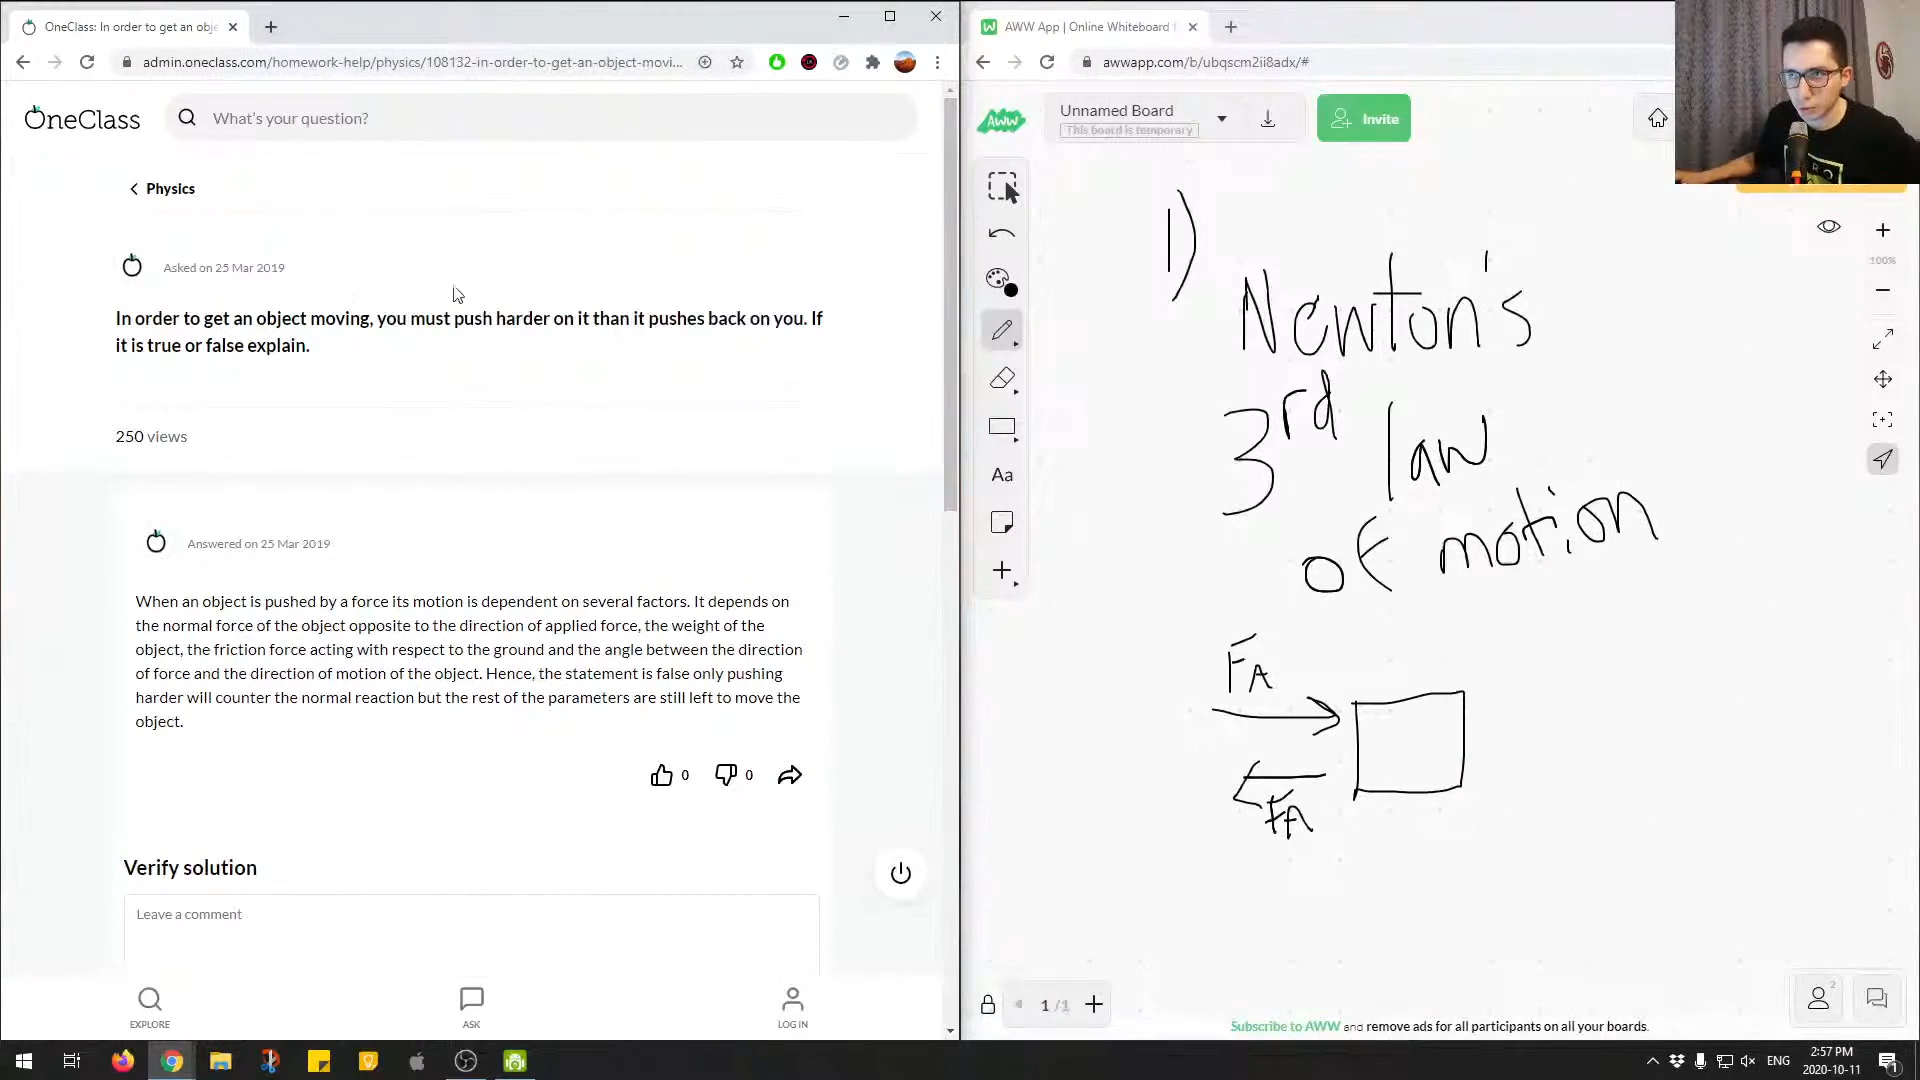 OneClass: In order to get an obje
admin.oneclass.com/homework-help/physics/108132-in-order-to-get-an-object-movi...
OneClass
What's your question?
Physics
Asked on 25 Mar 2019
In order to get an object moving, you must push harder on it than it pushes back on you. If
it is true or false explain.
250 views
Answered on 25 Mar 2019
When an object is pushed by a force its motion is dependent on several factors. It depends on
the normal force of the object opposite to the direction of applied force, the weight of the
object, the friction force acting with respect to the ground and the angle between the direction
of force and the direction of motion of the object. Hence, the statement is false only pushing
harder will counter the normal reaction but the rest of the parameters are still left to move the
object.
0
0
Verify solution
Leave a comment
EXPLORE
ASK
LOG IN
AWW App | Online Whiteboard
awwapp.com/b/ubqscm2ii8adx/#
AWW
Unnamed Board
This board is temporary
Invite
100%
Aa
1)
Newton's
3rd law
of motion
FA
FA
1 /1
2
Subscribe to AWW and remove ads for all participants on all your boards.
ENG
2:57 PM
2020-10-11
1